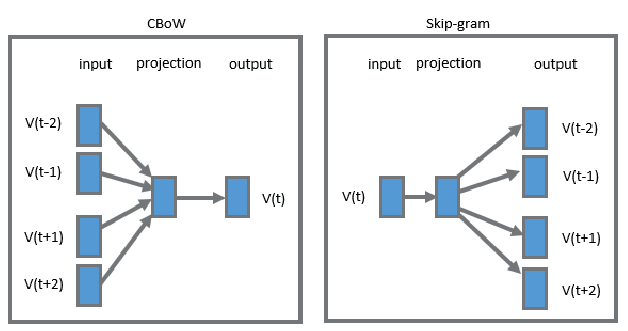 CBoW
input projection output
V(t-2)
V(t-1)
V(t+1)
V(t+2)
V(t)
Skip-gram
input projection output
V(t)
V(t-2)
V(t-1)
V(t+1)
V(t+2)